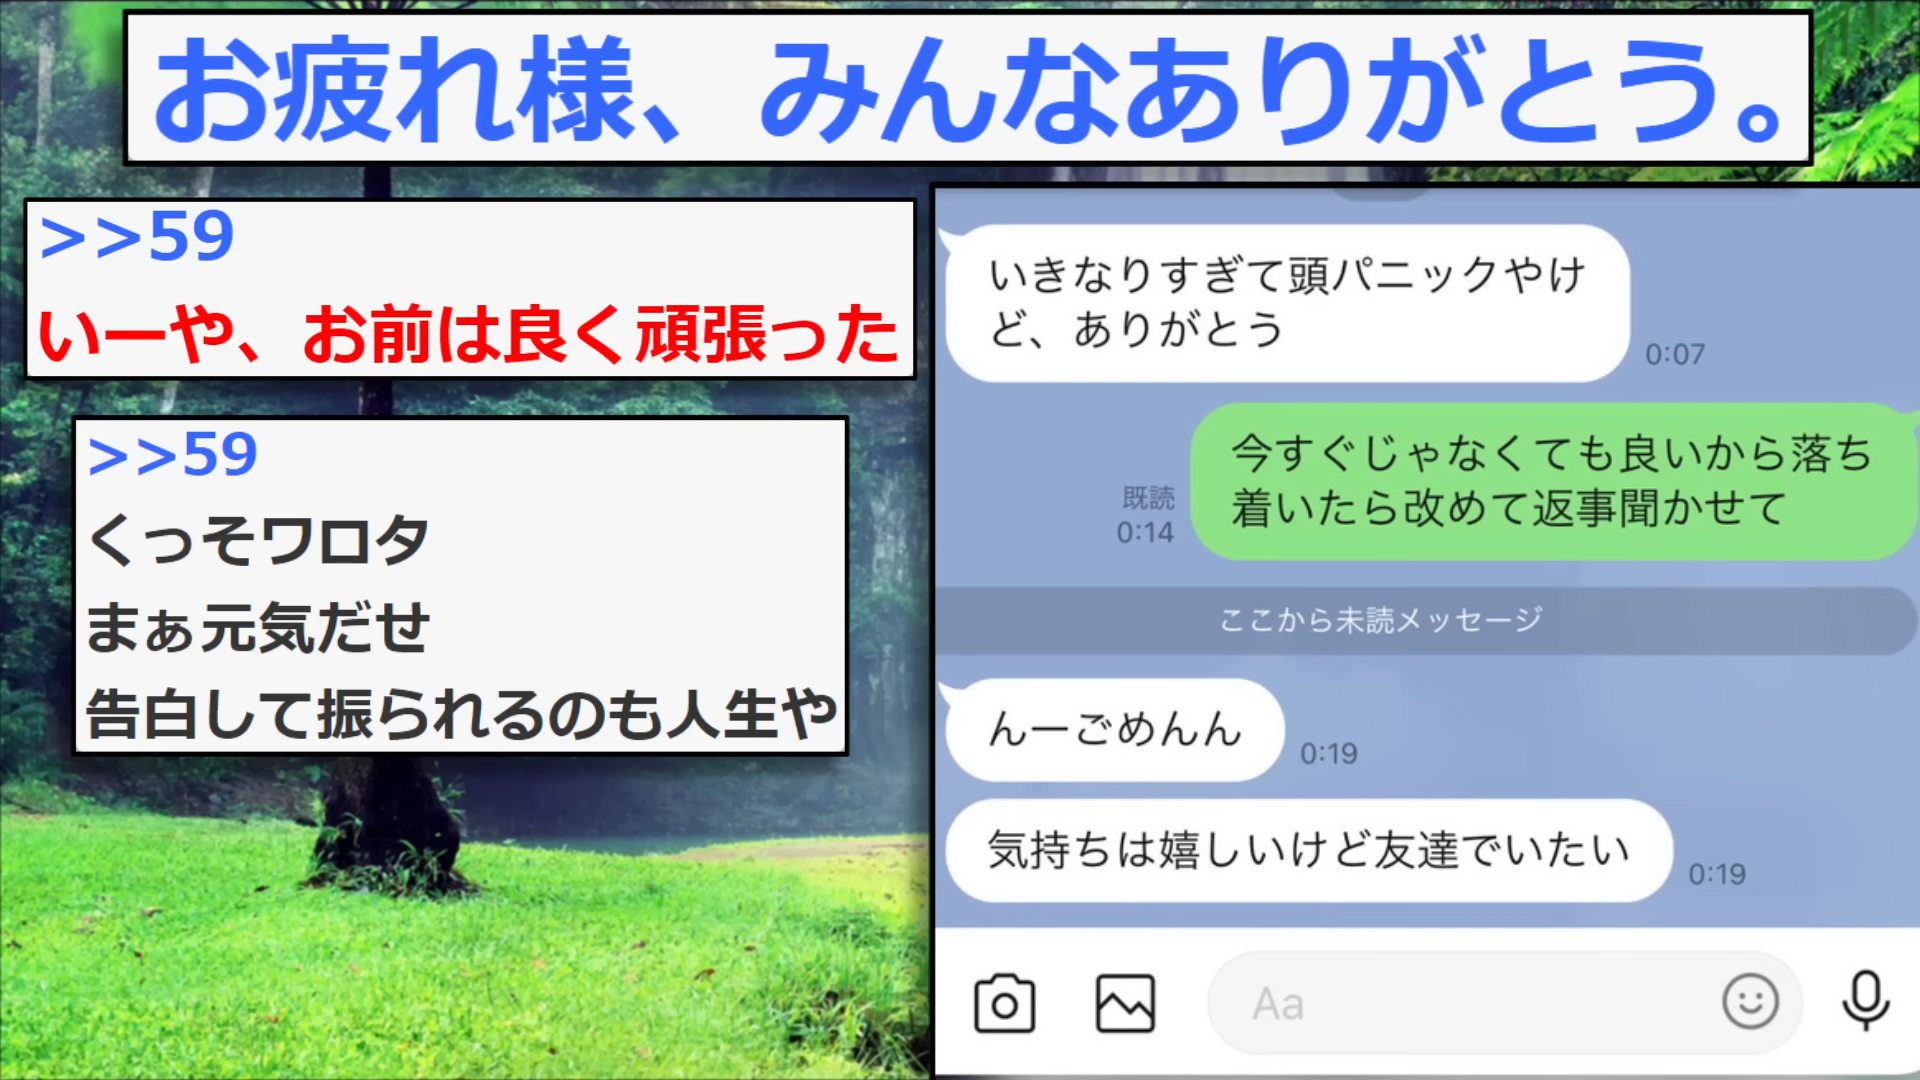 お疲れ様、みんなありがとう。
>>59
いーや、お前は良く頑張った
>>59
くっそワロタ
まぁ元気だせ
告白して振られるのも人生や
いきなりすぎて頭パニックやけ
ど、ありがとう
0:07
今すぐじゃなくても良いから落ち
着いたら改めて返事聞かせて
既読
0:14
ここから未読メッセージ
んーごめんん
0:19
気持ちは嬉しいけど友達でいたい
0:19
Aa